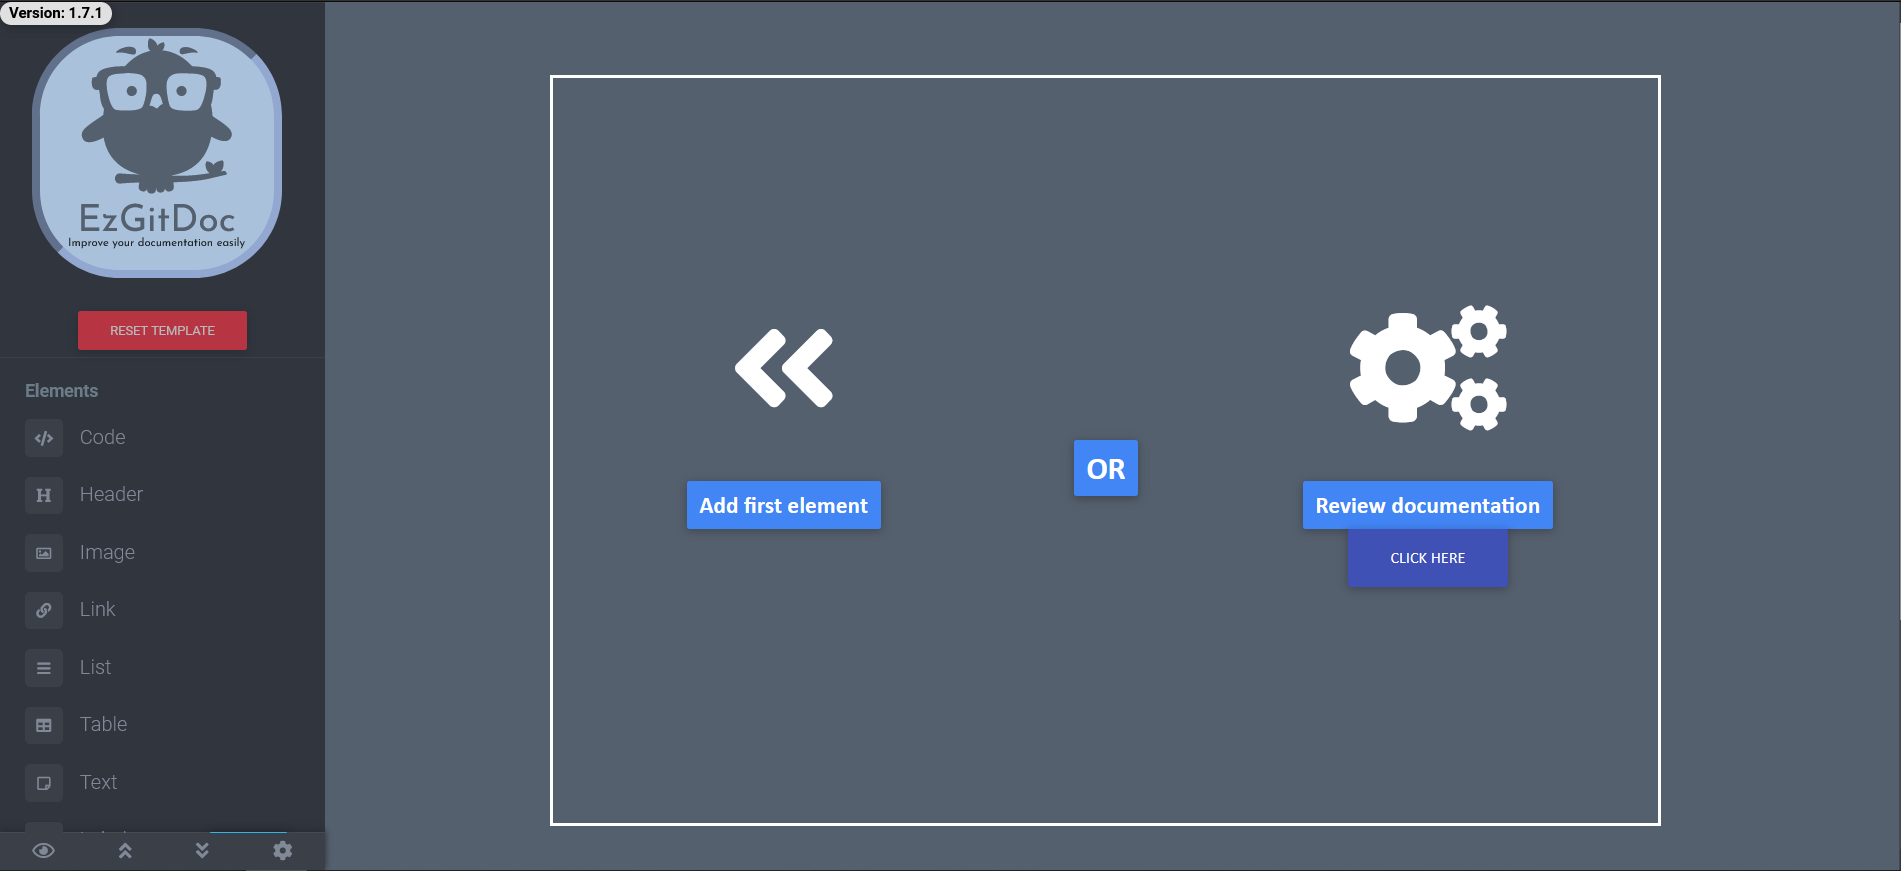 Version: 1.7.1
EzGitDoc
Improve your documentation easily
RESET TEMPLATE
Elements
Code
Header
Image
Link
List
Table
Text
Add first element
OR
Review documentation
CLICK HERE